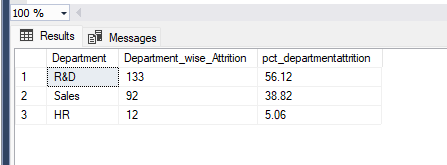 100 %
Results Messages
Department Department_wise_Attrition pct_departmentattrition
1 R&D 133 56.12
2 Sales 92 38.82
3 HR 12 5.06